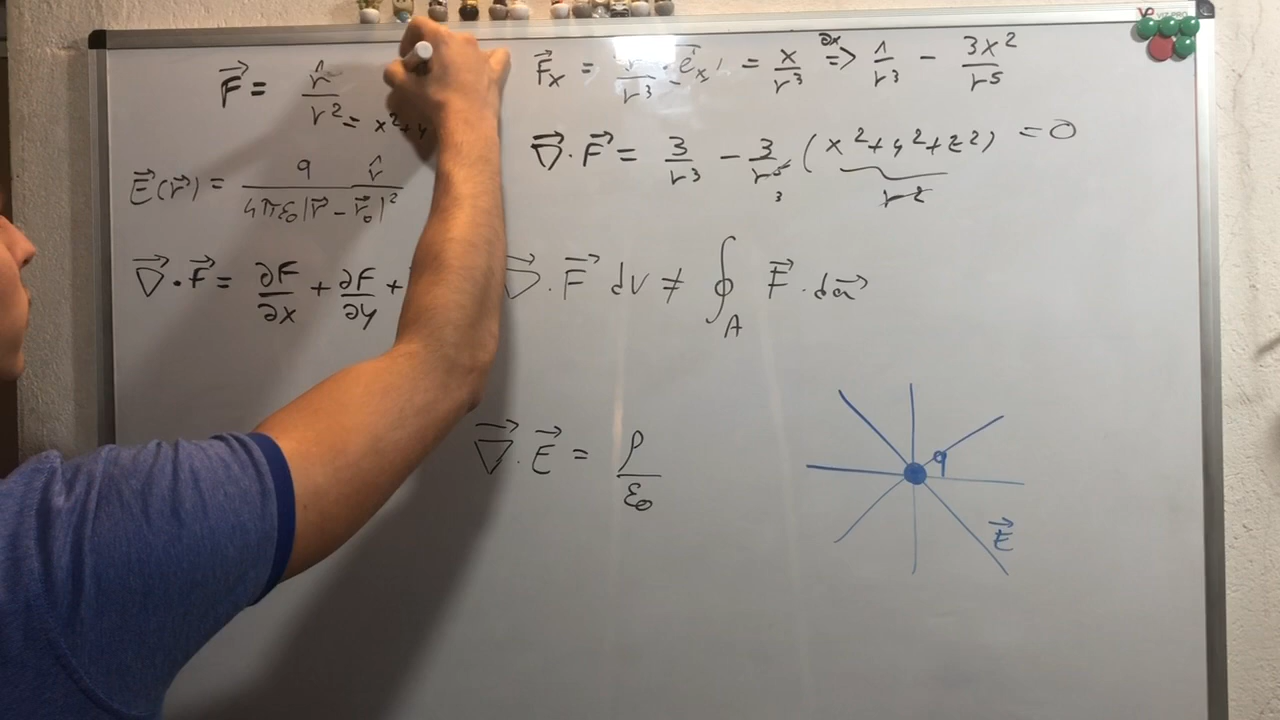 F⃗ = r̂ / r² = x² + y
F⃗ₓ = r⃗ / r³ · e⃗ₓ' = x / r³ ∂x ⇒ 1 / r³ − 3x² / r⁵
∇⃗ · F⃗ = 3 / r³ − 3 / r⁵ ₃ (x² + y² + z²) = 0
r²
E⃗(r⃗) = q r̂ / 4πε₀|r⃗ − r⃗₀|²
∇⃗ · F⃗ = ∂F / ∂x + ∂F / ∂y +
∇⃗ · F⃗ dV ≠ ∮_A F⃗ · da⃗
∇⃗ · E⃗ = ρ / ε₀
q
E⃗